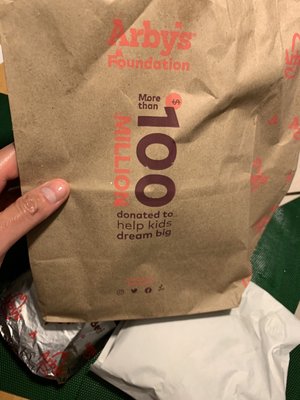 Arby's
Foundation
More
than
$
100
MILLION
donated to
help kids
dream big